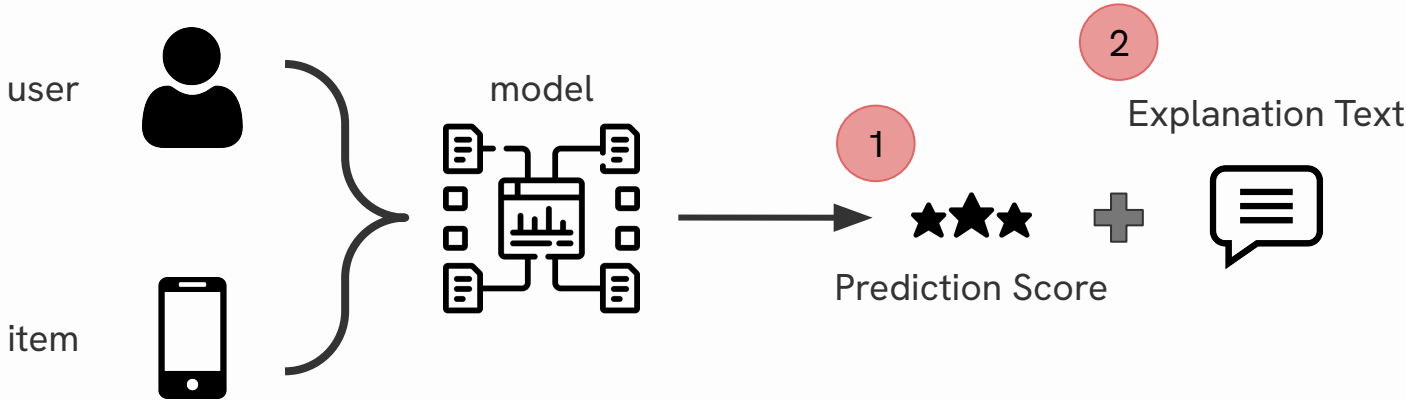 user
item
model
1
Prediction Score
2
Explanation Text